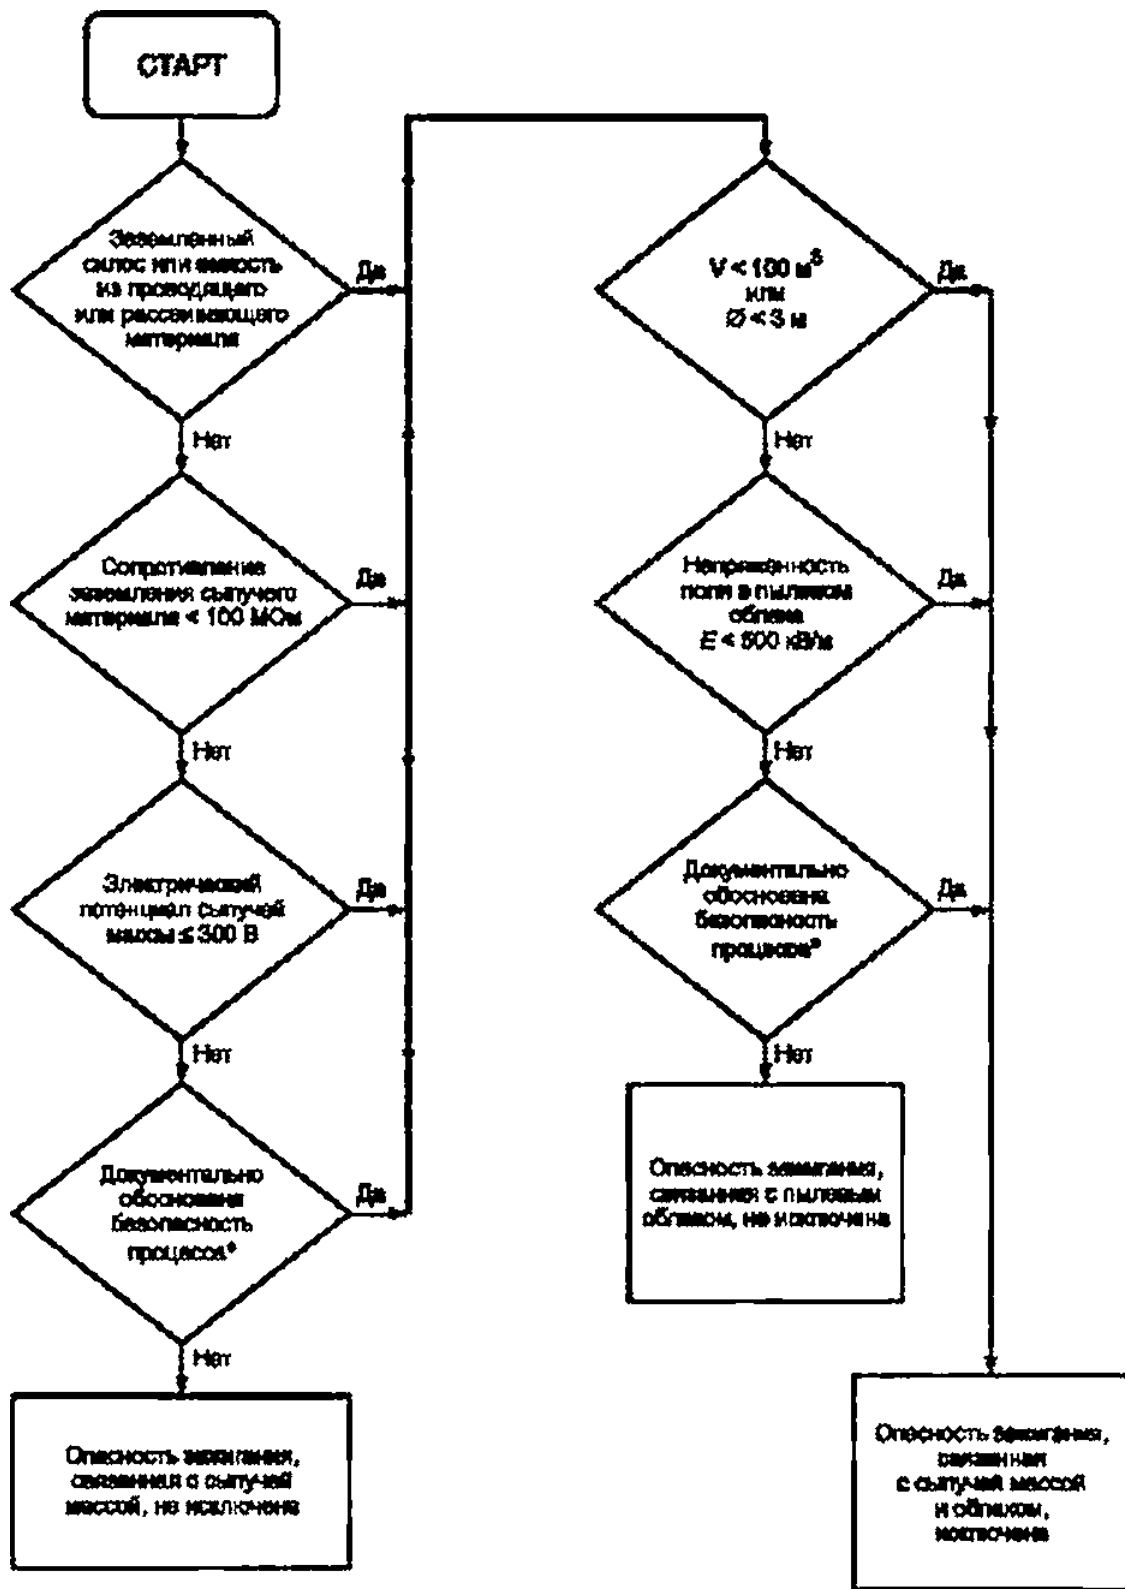 СТАРТ
Заземленный
силос или емкость
из проводящего
или рассеивающего
материала
Да
Нет
Сопротивление
заземления сыпучего
материала < 100 МОм
Да
Нет
Электрический
потенциал сыпучей
массы ≤ 300 В
Да
Нет
Документально
обоснована
безопасность
процесса
Да
Нет
Опасность зажигания,
связанная с сыпучей
массой, не исключена
V < 100 м³
или
Ø < 3 м
Да
Нет
Напряженность
поля в пылевом
облаке
E < 500 кВ/м
Да
Нет
Документально
обоснована
безопасность
процесса
Да
Нет
Опасность зажигания,
связанная с пылевым
облаком, не исключена
Опасность зажигания,
связанная
с сыпучей массой
и облаком,
исключена